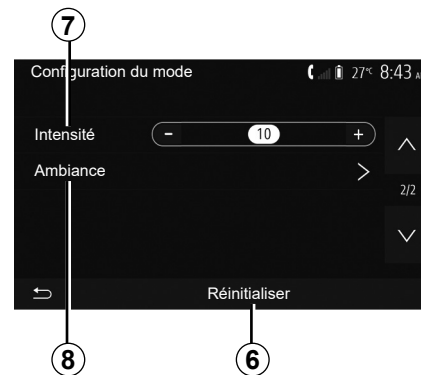 7
Configuration du mode 27°C 8:43
Intensité - 10 +
Ambiance >
2/2
Réinitialiser
8 6